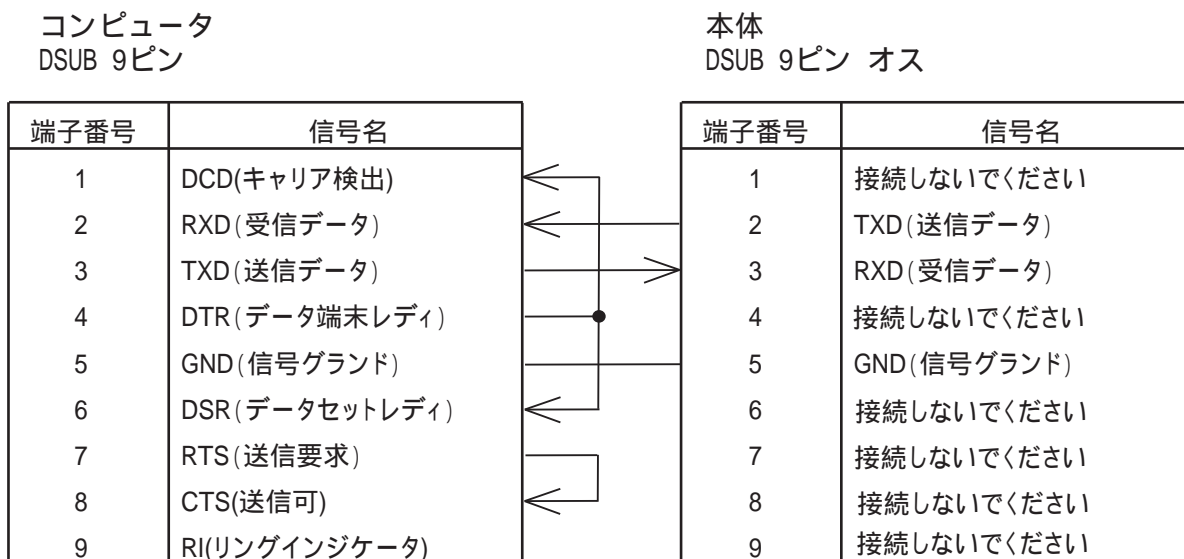 コンピュータ
DSUB 9ピン
端子番号 信号名
1 DCD(キャリア検出)
2 RXD(受信データ)
3 TXD(送信データ)
4 DTR(データ端末レディ)
5 GND(信号グランド)
6 DSR(データセットレディ)
7 RTS(送信要求)
8 CTS(送信可)
9 RI(リングインジケータ)
本体
DSUB 9ピン オス
端子番号 信号名
1 接続しないでください
2 TXD(送信データ)
3 RXD(受信データ)
4 接続しないでください
5 GND(信号グランド)
6 接続しないでください
7 接続しないでください
8 接続しないでください
9 接続しないでください